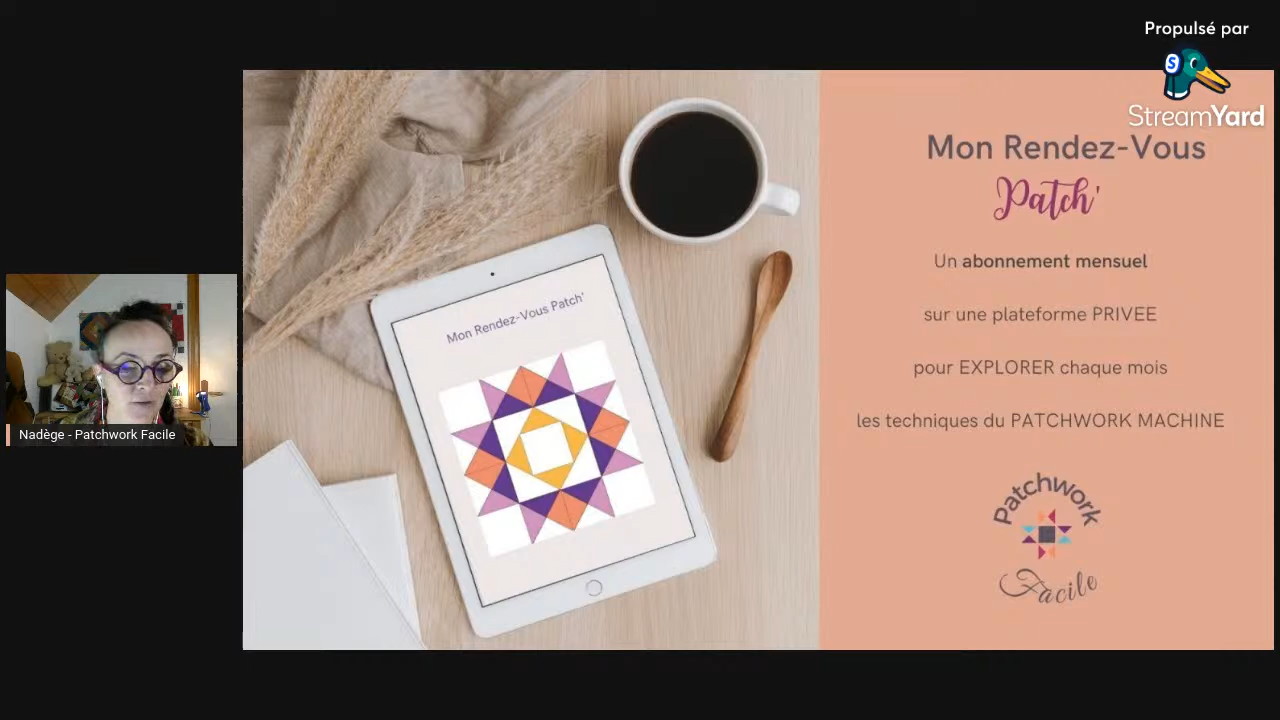 Propulsé par
StreamYard
Mon Rendez-Vous
Patch'
Un abonnement mensuel
sur une plateforme PRIVEE
pour EXPLORER chaque mois
les techniques du PATCHWORK MACHINE
Patchwork
Facile
Mon Rendez-Vous Patch'
Nadège - Patchwork Facile